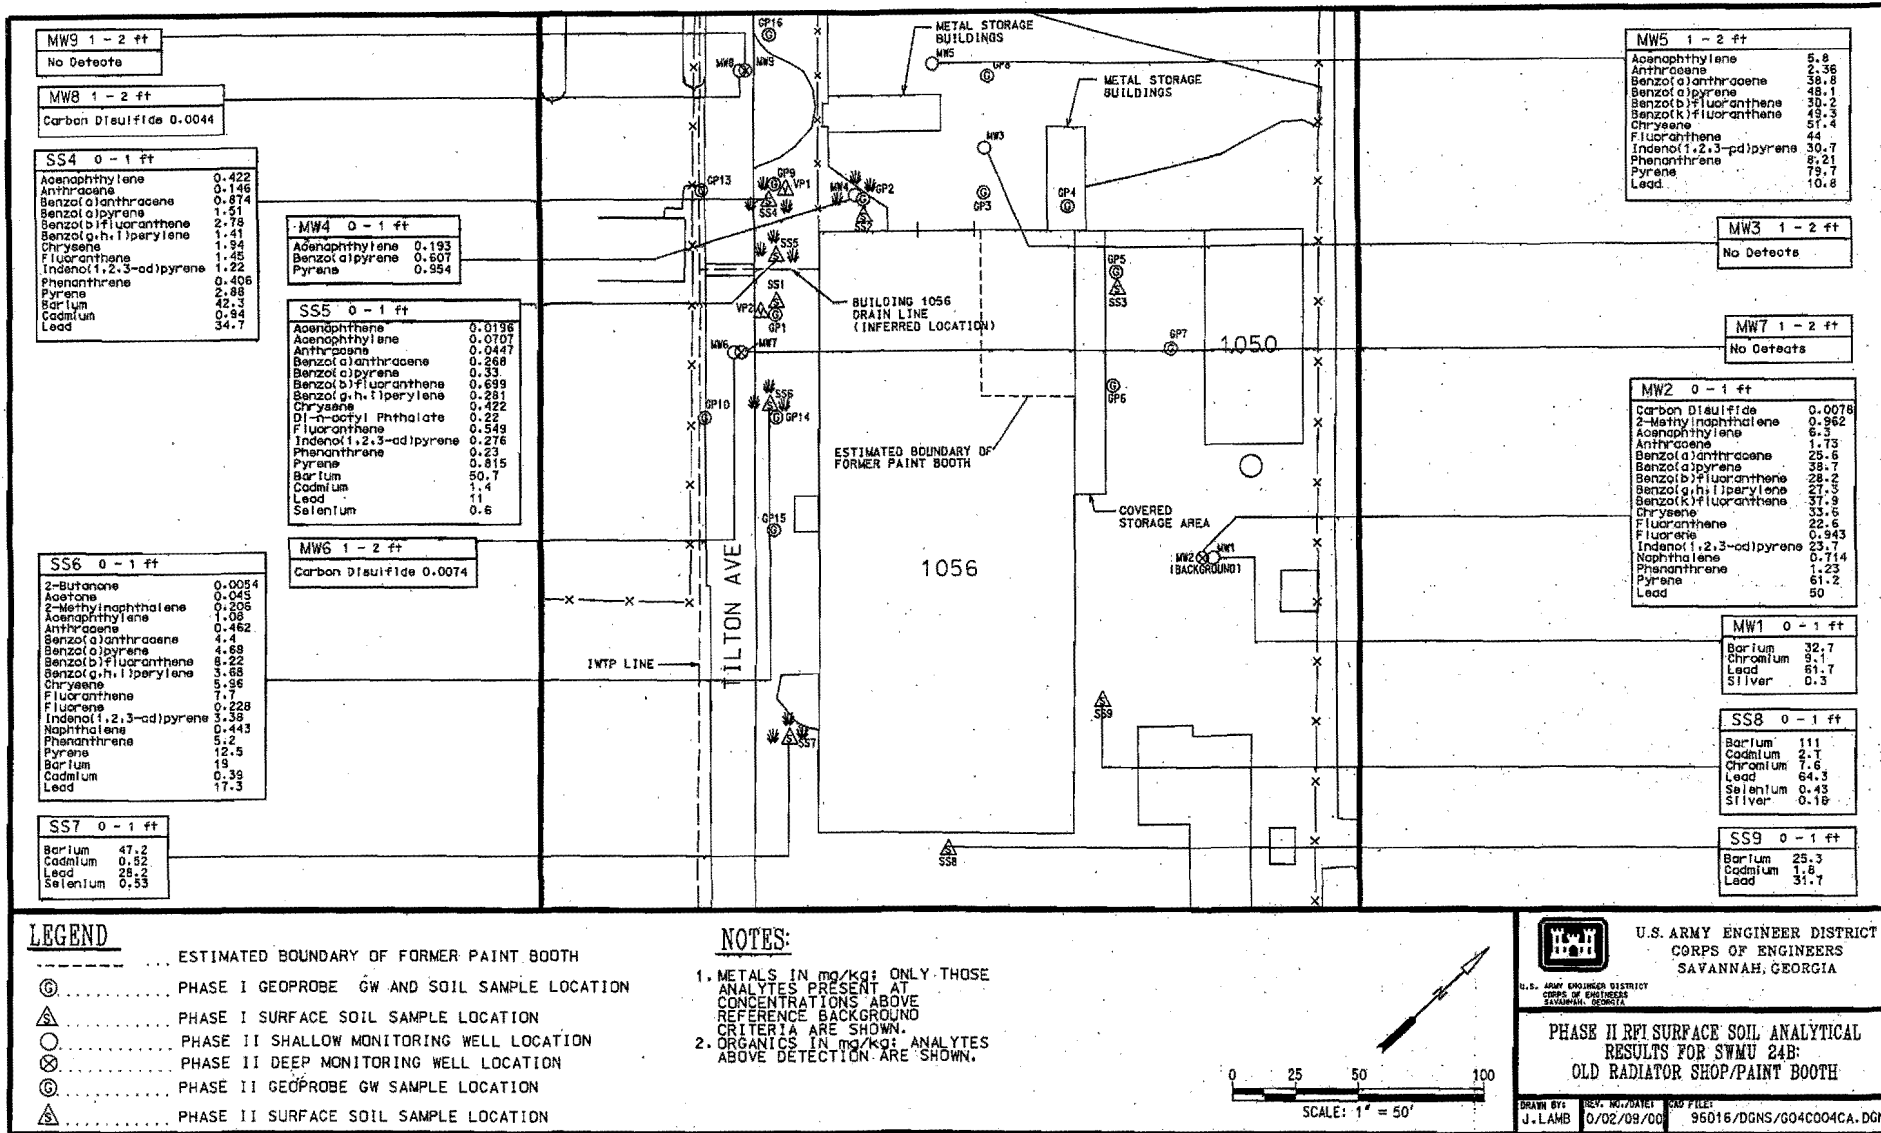 MW9 1 - 2 ft
No Detects
MW8 1 - 2 ft
Carbon Disulfide 0.0044
SS4 0 - 1 ft
Acenaphthylene 0.422
Anthracene 0.146
Benzo(a)anthracene 0.874
Benzo(a)pyrene 1.51
Benzo(b)fluoranthene 2.78
Benzo(g,h,i)perylene 1.41
Chrysene 1.94
Fluoranthene 1.45
Indeno(1,2,3-cd)pyrene 1.22
Phenanthrene 0.406
Pyrene 2.88
Barium 42.3
Cadmium 0.94
Lead 34.7
MW4 0 - 1 ft
Acenaphthylene 0.193
Benzo(a)pyrene 0.607
Pyrene 0.954
SS5 0 - 1 ft
Acenaphthene 0.0196
Acenaphthylene 0.0707
Anthracene 0.0447
Benzo(a)anthracene 0.268
Benzo(a)pyrene 0.33
Benzo(b)fluoranthene 0.699
Benzo(g,h,i)perylene 0.281
Chrysene 0.422
Di-n-octyl Phthalate 0.22
Fluoranthene 0.549
Indeno(1,2,3-cd)pyrene 0.276
Phenanthrene 0.23
Pyrene 0.815
Barium 50.7
Cadmium 1.4
Lead 11
Selenium 0.6
MW6 1 - 2 ft
Carbon Disulfide 0.0074
SS6 0 - 1 ft
2-Butanone 0.0054
Acetone 0.045
2-Methylnaphthalene 0.206
Acenaphthylene 1.08
Anthracene 0.462
Benzo(a)anthracene 4.4
Benzo(a)pyrene 4.69
Benzo(b)fluoranthene 8.22
Benzo(g,h,i)perylene 3.68
Chrysene 5.96
Fluoranthene 7.7
Fluorene 0.228
Indeno(1,2,3-cd)pyrene 3.38
Naphthalene 0.443
Phenanthrene 5.2
Pyrene 12.5
Barium 19
Cadmium 0.39
Lead 17.3
SS7 0 - 1 ft
Barium 47.2
Cadmium 0.52
Lead 28.2
Selenium 0.53
GP16
MW8 MW9
METAL STORAGE
BUILDINGS
MW5
GP8
METAL STORAGE
BUILDINGS
MW3
GP13
GP9
VP1
SS4
MW4
GP2
SS2
GP3
GP4
SS5
SS1
VP2
GP1
BUILDING 1056
DRAIN LINE
(INFERRED LOCATION)
GP5
SS3
GP7
1050
MW6 MW7
SS6
GP10
GP14
GP6
ESTIMATED BOUNDARY OF
FORMER PAINT BOOTH
COVERED
STORAGE AREA
GP15
1056
MW2 MW1
(BACKGROUND)
TILTON AVE
IWTP LINE
SS7
SS9
SS8
MW5 1 - 2 ft
Acenaphthylene 5.8
Anthracene 2.36
Benzo(a)anthracene 38.8
Benzo(a)pyrene 48.1
Benzo(b)fluoranthene 30.2
Benzo(k)fluoranthene 49.3
Chrysene 51.4
Fluoranthene 44
Indeno(1,2,3-cd)pyrene 30.7
Phenanthrene 8.21
Pyrene 79.7
Lead 10.8
MW3 1 - 2 ft
No Detects
MW7 1 - 2 ft
No Detects
MW2 0 - 1 ft
Carbon Disulfide 0.0078
2-Methylnaphthalene 0.962
Acenaphthylene 6.3
Anthracene 1.73
Benzo(a)anthracene 25.6
Benzo(a)pyrene 38.7
Benzo(b)fluoranthene 28.2
Benzo(g,h,i)perylene 27.3
Benzo(k)fluoranthene 37.9
Chrysene 33.6
Fluoranthene 22.6
Fluorene 0.943
Indeno(1,2,3-cd)pyrene 23.7
Naphthalene 0.714
Phenanthrene 1.23
Pyrene 61.2
Lead 50
MW1 0 - 1 ft
Barium 32.7
Chromium 9.1
Lead 61.7
Silver 0.3
SS8 0 - 1 ft
Barium 111
Cadmium 2.1
Chromium 7.6
Lead 64.3
Selenium 0.43
Silver 0.18
SS9 0 - 1 ft
Barium 25.3
Cadmium 1.8
Lead 31.7
LEGEND
ESTIMATED BOUNDARY OF FORMER PAINT BOOTH
PHASE I GEOPROBE GW AND SOIL SAMPLE LOCATION
PHASE I SURFACE SOIL SAMPLE LOCATION
PHASE II SHALLOW MONITORING WELL LOCATION
PHASE II DEEP MONITORING WELL LOCATION
PHASE II GEOPROBE GW SAMPLE LOCATION
PHASE II SURFACE SOIL SAMPLE LOCATION
NOTES:
1. METALS IN mg/kg; ONLY THOSE
ANALYTES PRESENT AT
CONCENTRATIONS ABOVE
REFERENCE BACKGROUND
CRITERIA ARE SHOWN.
2. ORGANICS IN mg/kg; ANALYTES
ABOVE DETECTION ARE SHOWN.
N
0 25 50 100
SCALE: 1" = 50'
U.S. ARMY ENGINEER DISTRICT
CORPS OF ENGINEERS
SAVANNAH, GEORGIA
U.S. ARMY ENGINEER DISTRICT
CORPS OF ENGINEERS
SAVANNAH, GEORGIA
PHASE II RFI SURFACE SOIL ANALYTICAL
RESULTS FOR SWMU 24B:
OLD RADIATOR SHOP/PAINT BOOTH
DRAWN BY: J.LAMB
REV. NO./DATE: 0/02/09/00
CAD FILE: 96016/DGNS/G04C004CA.DGN